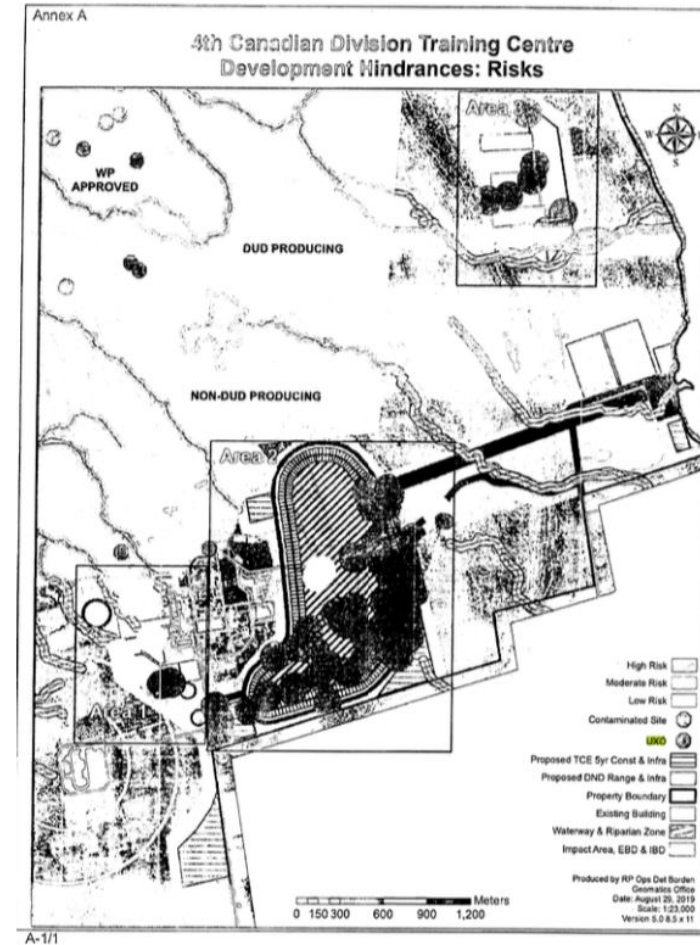 Annex A
4th Canadian Division Training Centre
Development Hindrances: Risks
Area 3
N
W
S
WP
APPROVED
DUD PRODUCING
NON-DUD PRODUCING
Area 2
High Risk
Moderate Risk
Low Risk
Contaminated Site
UXO
Proposed TCE 5yr Const & Infra
Proposed DND Range & Infra
Property Boundary
Existing Building
Waterway & Riparian Zone
Impact Area, EBD & IBD
Produced by RP Ops Det Borden
Geomatics Office
Date: August 29, 2019
Scale: 1:23,000
Version 5.0 8.5 x 11
Meters
0 150 300 600 900 1,200
A-1/1